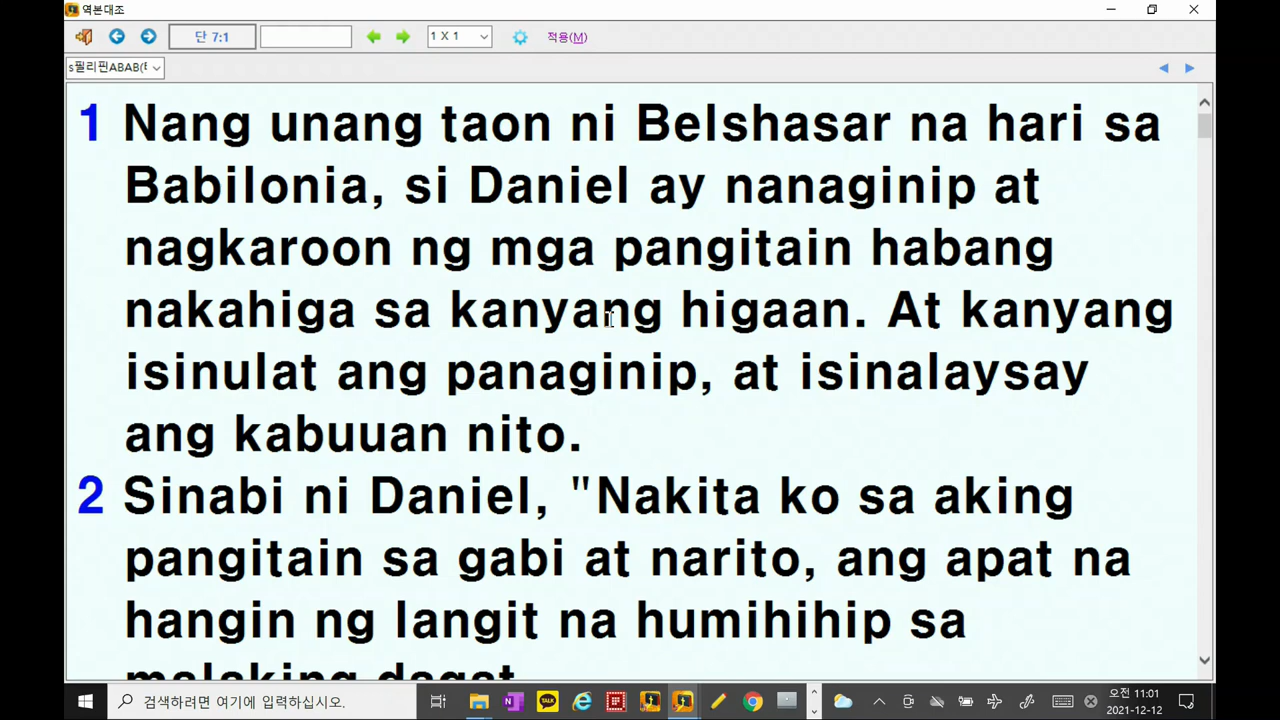 역본대조
단 7:1
1 X 1
적용(M)
s필리핀ABAB(
1 Nang unang taon ni Belshasar na hari sa
Babilonia, si Daniel ay nanaginip at
nagkaroon ng mga pangitain habang
nakahiga sa kanyang higaan. At kanyang
isinulat ang panaginip, at isinalaysay
ang kabuuan nito.
2 Sinabi ni Daniel, "Nakita ko sa aking
pangitain sa gabi at narito, ang apat na
hangin ng langit na humihihip sa
malaking dagat.
검색하려면 여기에 입력하십시오.
TALK
오전 11:01
2021-12-12